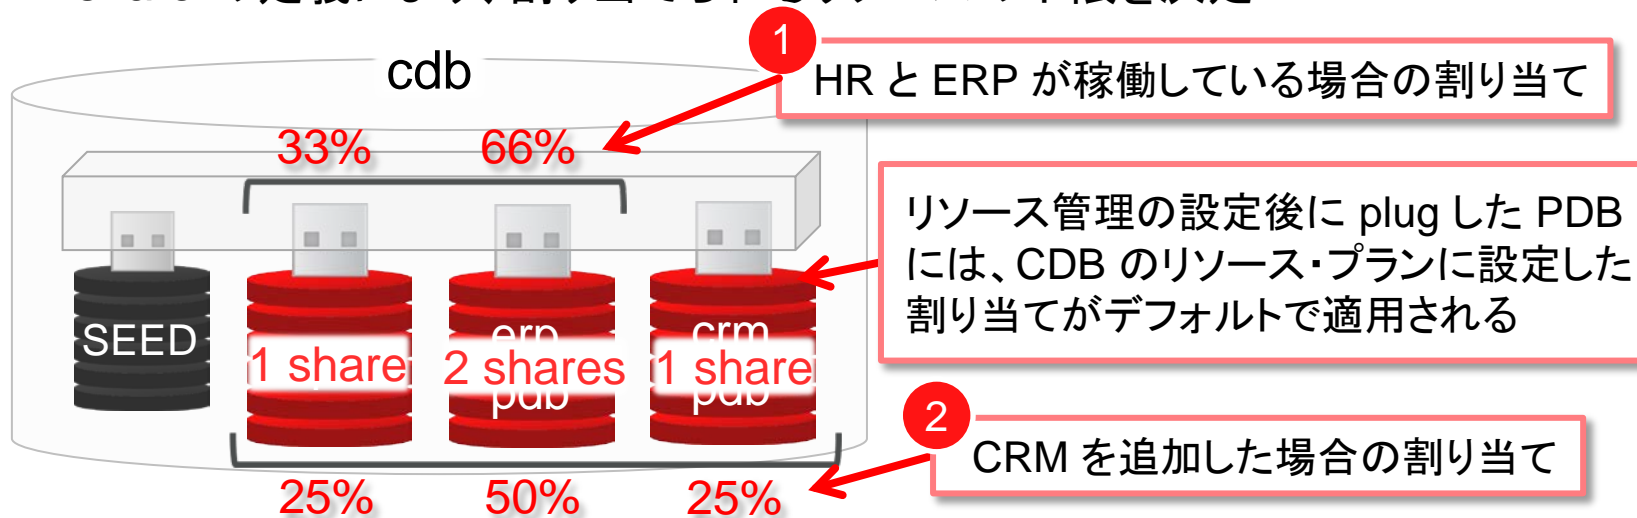 1
cdb
HR と ERP が稼働している場合の割り当て
33% 66%
リソース管理の設定後に plug した PDB
には、CDB のリソース・プランに設定した
割り当てがデフォルトで適用される
SEED
erp
crm
1 share
2 shares
1 share
pdb
pdb
2
CRM を追加した場合の割り当て
25% 50% 25%